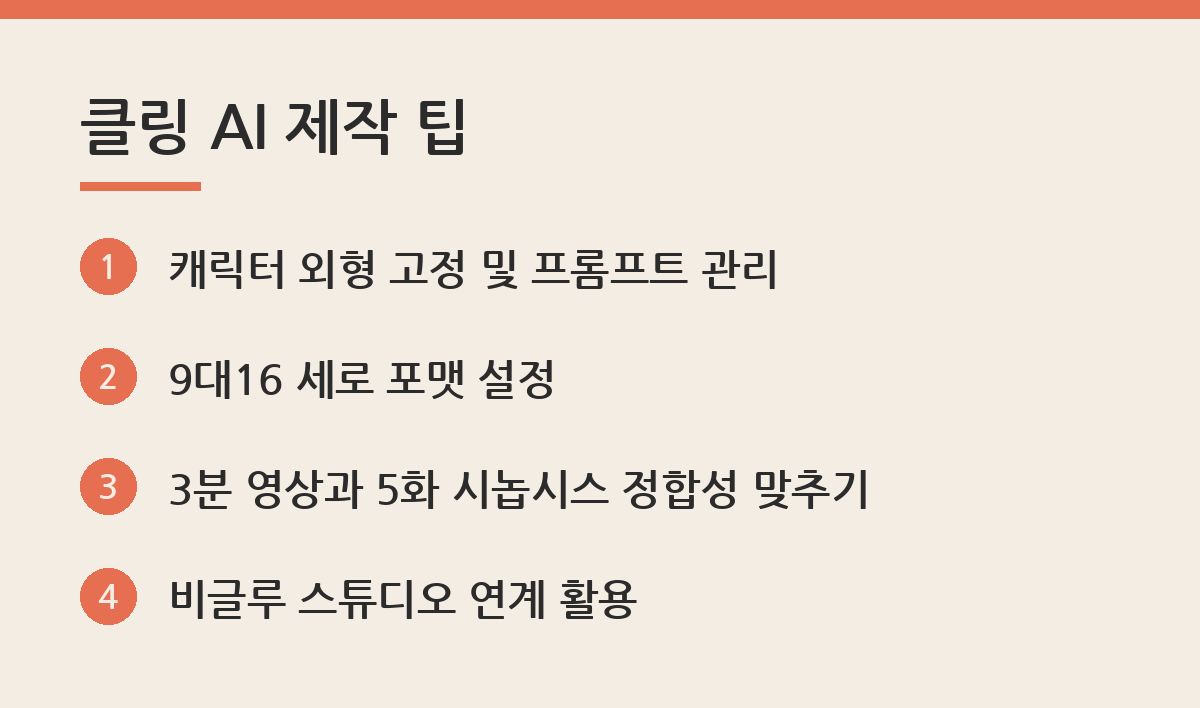 클링 AI 제작 팁
1 캐릭터 외형 고정 및 프롬프트 관리
2 9대16 세로 포맷 설정
3 3분 영상과 5화 시놉시스 정합성 맞추기
4 비글루 스튜디오 연계 활용